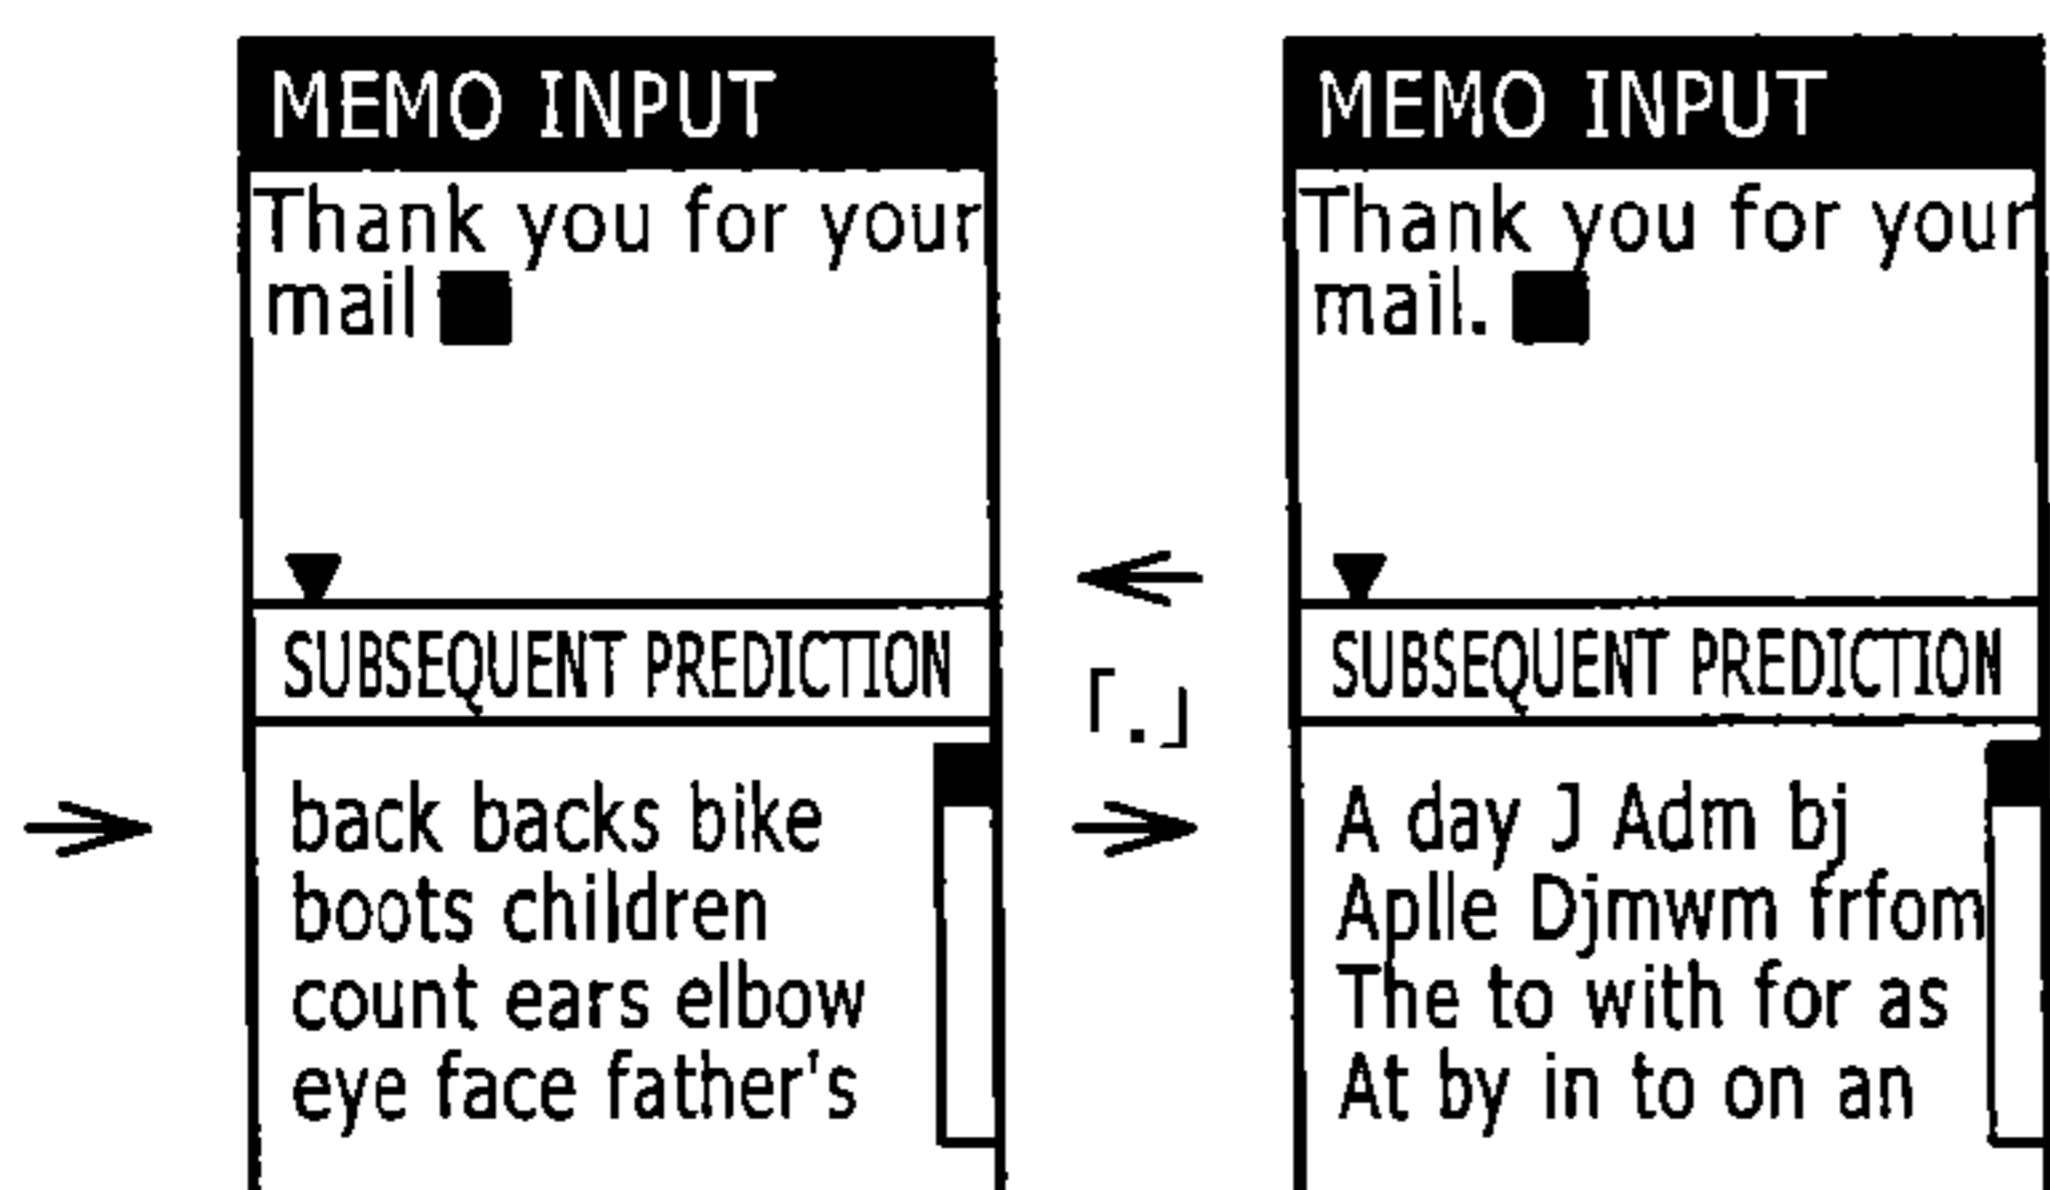 MEMO INPUT
Thank you for your
mail
SUBSEQUENT PREDICTION
back backs bike
boots children
count ears elbow
eye face father's
「.」
MEMO INPUT
Thank you for your
mail.
SUBSEQUENT PREDICTION
A day J Adm bj
Aplle Djmwm frfom
The to with for as
At by in to on an